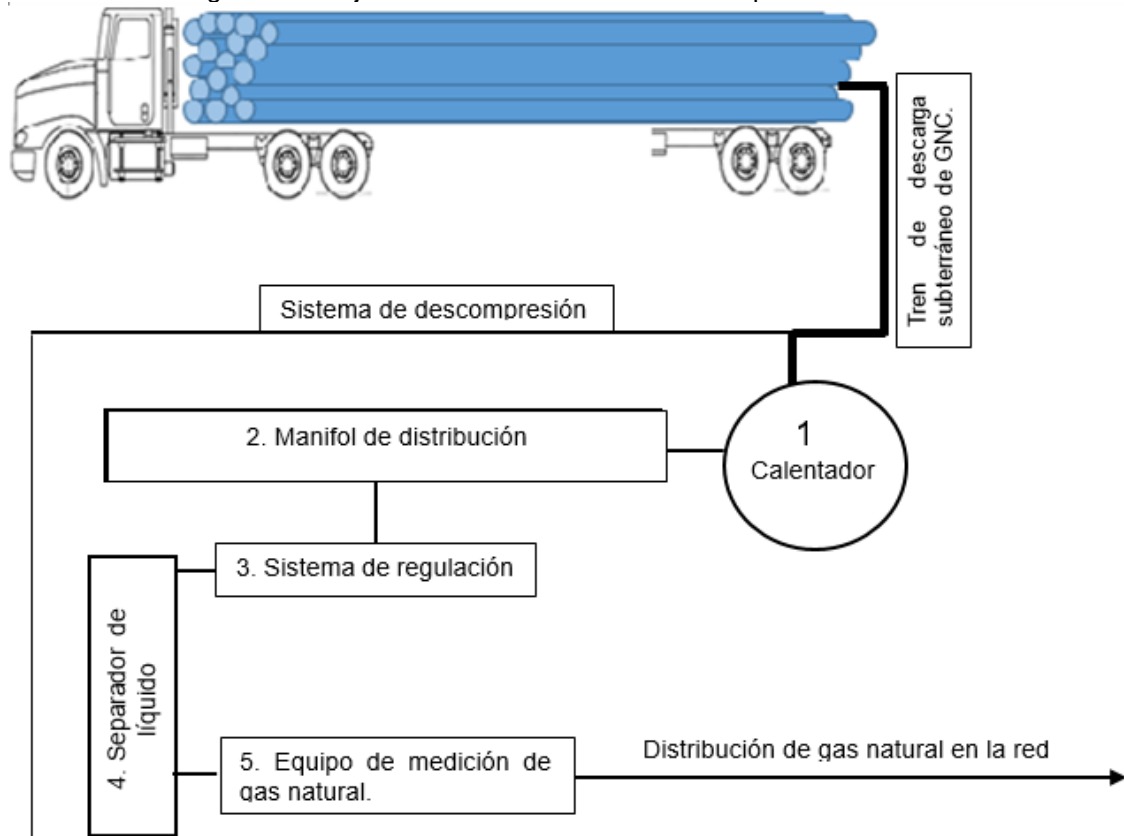 Tren de descarga
subterráneo de GNC.
Sistema de descompresión
1
Calentador
2. Manifol de distribución
3. Sistema de regulación
4. Separador de
líquido
5. Equipo de medición de
gas natural.
Distribución de gas natural en la red